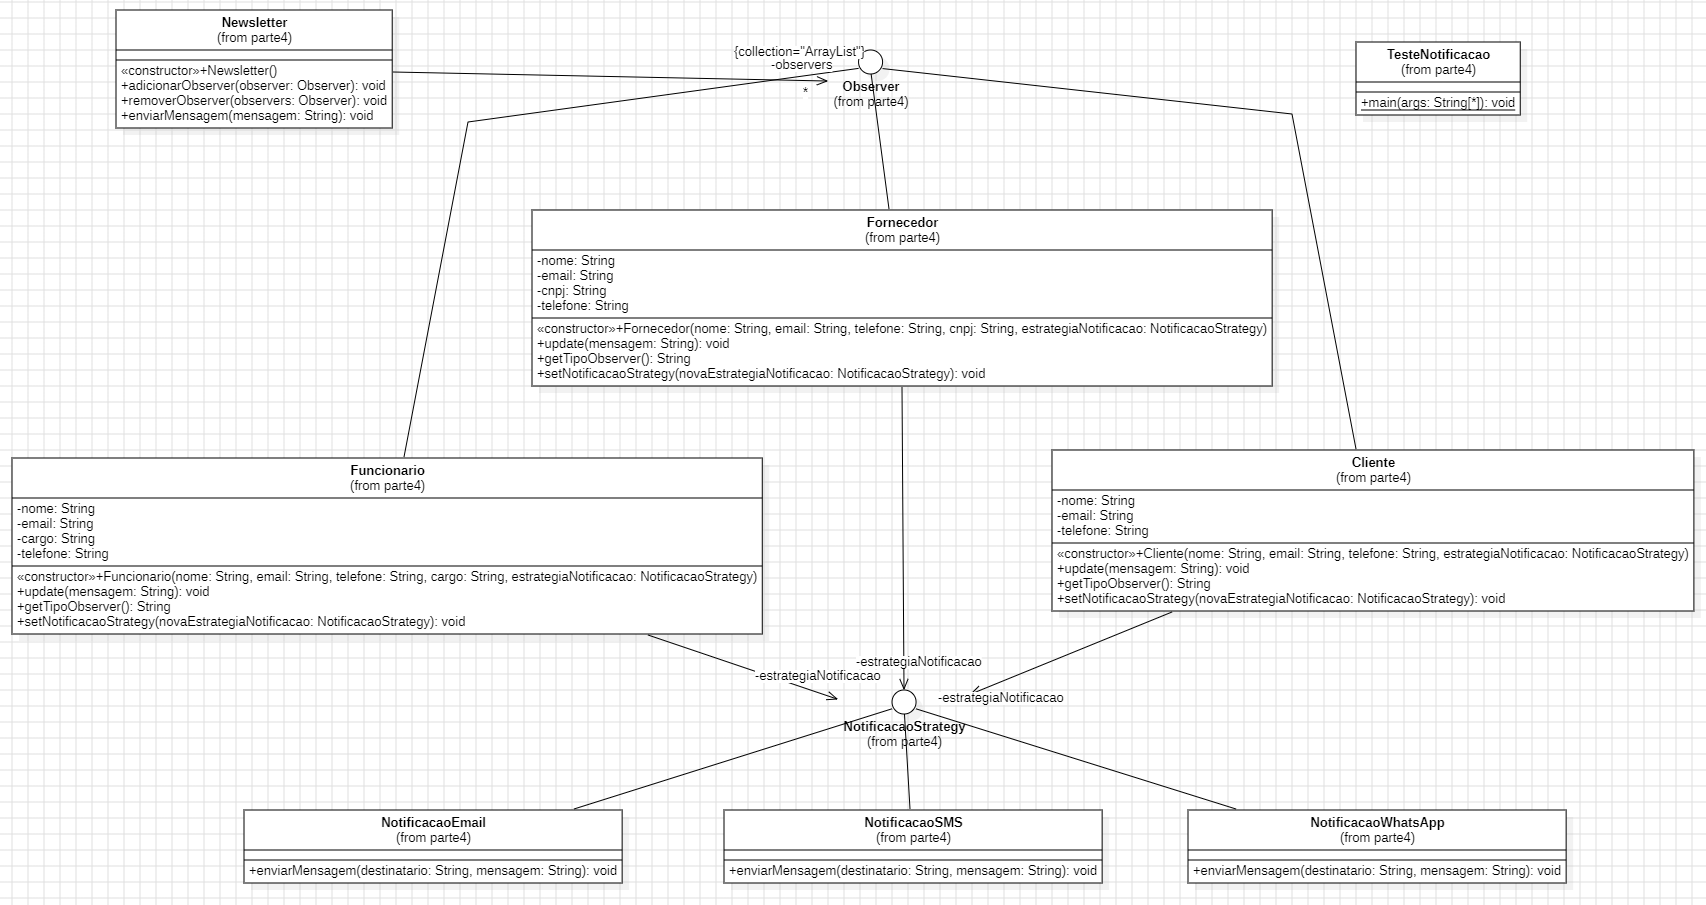 Newsletter
(from parte4)
«constructor»+Newsletter()
+adicionarObserver(observer: Observer): void
+removerObserver(observers: Observer): void
+enviarMensagem(mensagem: String): void
{collection="ArrayList"}
-observers
*
Observer
(from parte4)
TesteNotificacao
(from parte4)
+main(args: String[*]): void
Fornecedor
(from parte4)
-nome: String
-email: String
-cnpj: String
-telefone: String
«constructor»+Fornecedor(nome: String, email: String, telefone: String, cnpj: String, estrategiaNotificacao: NotificacaoStrategy)
+update(mensagem: String): void
+getTipoObserver(): String
+setNotificacaoStrategy(novaEstrategiaNotificacao: NotificacaoStrategy): void
Funcionario
(from parte4)
-nome: String
-email: String
-cargo: String
-telefone: String
«constructor»+Funcionario(nome: String, email: String, telefone: String, cargo: String, estrategiaNotificacao: NotificacaoStrategy)
+update(mensagem: String): void
+getTipoObserver(): String
+setNotificacaoStrategy(novaEstrategiaNotificacao: NotificacaoStrategy): void
Cliente
(from parte4)
-nome: String
-email: String
-telefone: String
«constructor»+Cliente(nome: String, email: String, telefone: String, estrategiaNotificacao: NotificacaoStrategy)
+update(mensagem: String): void
+getTipoObserver(): String
+setNotificacaoStrategy(novaEstrategiaNotificacao: NotificacaoStrategy): void
-estrategiaNotificacao
-estrategiaNotificacao
-estrategiaNotificacao
NotificacaoStrategy
(from parte4)
NotificacaoEmail
(from parte4)
+enviarMensagem(destinatario: String, mensagem: String): void
NotificacaoSMS
(from parte4)
+enviarMensagem(destinatario: String, mensagem: String): void
NotificacaoWhatsApp
(from parte4)
+enviarMensagem(destinatario: String, mensagem: String): void